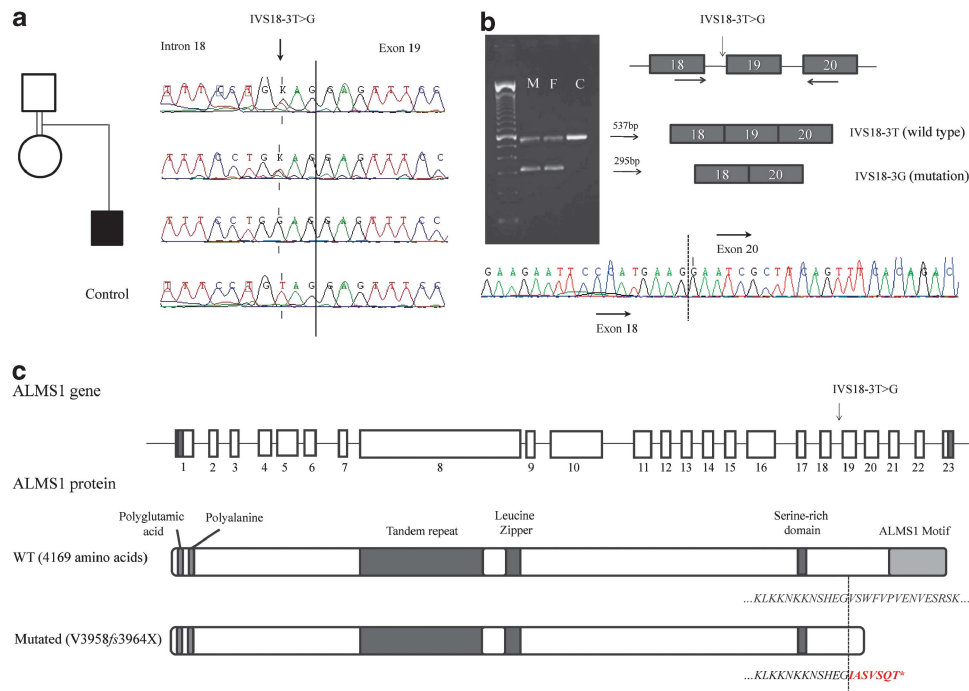 a
IVS18-3T>G
Intron 18
Exon 19
T T T C C T G K A G G A G T T T C C
T T T C C T G K A G G A G T T T C C
T T T C C T G G A G G A G T T T C C
Control
T T T C C T G T A G G A G T T T C C
b
IVS18-3T>G
M F C
18 19 20
537bp
18 19 20
IVS18-3T (wild type)
295bp
18 20
IVS18-3G (mutation)
Exon 20
G A A G A A T T C C C A T G A A G G A A T C G C T T C A G T T T C A C A G A C
Exon 18
c
ALMS1 gene
IVS18-3T>G
1 2 3 4 5 6 7 8 9 10 11 12 13 14 15 16 17 18 19 20 21 22 23
ALMS1 protein
Polyglutamic
acid
Polyalanine
Tandem repeat
Leucine
Zipper
Serine-rich
domain
ALMS1 Motif
WT (4169 amino acids)
...KLKKNKKNSHEGVSWFVPVENVESRSK...
Mutated (V3958fs3964X)
...KLKKNKKNSHEGIASVSQT*